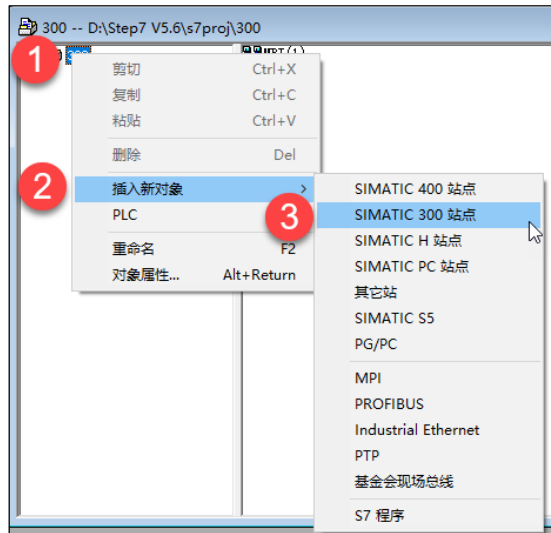 300 -- D:\Step7 V5.6\s7proj\300
1
300
MPI(1)
剪切 Ctrl+X
复制 Ctrl+C
粘贴 Ctrl+V
删除 Del
2
插入新对象 >
PLC
3
重命名 F2
对象属性... Alt+Return
SIMATIC 400 站点
SIMATIC 300 站点
SIMATIC H 站点
SIMATIC PC 站点
其它站
SIMATIC S5
PG/PC
MPI
PROFIBUS
Industrial Ethernet
PTP
基金会现场总线
S7 程序